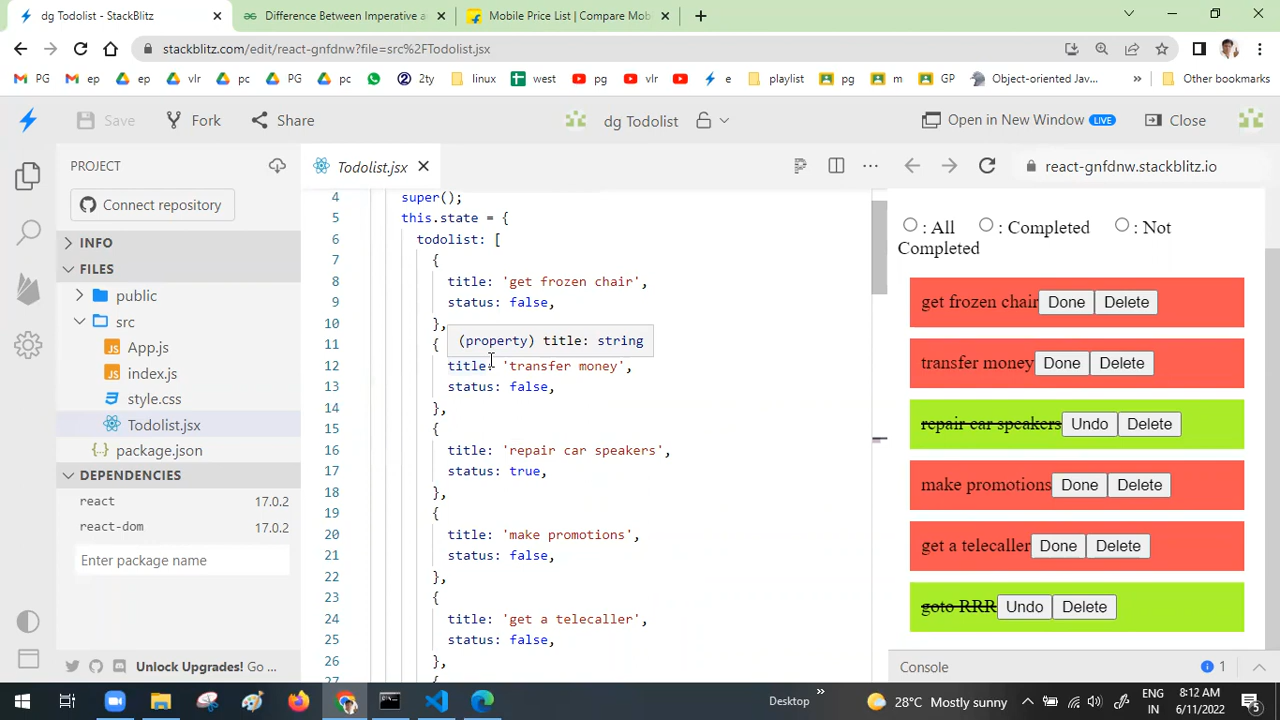 dg Todolist - StackBlitz
Difference Between Imperative a
Mobile Price List | Compare Mob
stackblitz.com/edit/react-gnfdnw?file=src%2FTodolist.jsx
PG ep ep vlr pc PG pc 2ty linux west pg vlr e playlist pg m GP Object-oriented Jav... » Other bookmarks
Save Fork Share dg Todolist Open in New Window LIVE Close
PROJECT
Connect repository
INFO
FILES
public
src
App.js
index.js
style.css
Todolist.jsx
package.json
DEPENDENCIES
react 17.0.2
react-dom 17.0.2
Enter package name
Unlock Upgrades! Go ...
Todolist.jsx
4 super();
5 this.state = {
6 todolist: [
7 {
8 title: 'get frozen chair',
9 status: false,
10 },
11 {
(property) title: string
12 title: 'transfer money',
13 status: false,
14 },
15 {
16 title: 'repair car speakers',
17 status: true,
18 },
19 {
20 title: 'make promotions',
21 status: false,
22 },
23 {
24 title: 'get a telecaller',
25 status: false,
26 },
27 {
react-gnfdnw.stackblitz.io
: All : Completed : Not
Completed
get frozen chair Done Delete
transfer money Done Delete
repair car speakers Undo Delete
make promotions Done Delete
get a telecaller Done Delete
goto RRR Undo Delete
Console 1
Desktop »
28°C Mostly sunny
ENG
IN
8:12 AM
6/11/2022
5